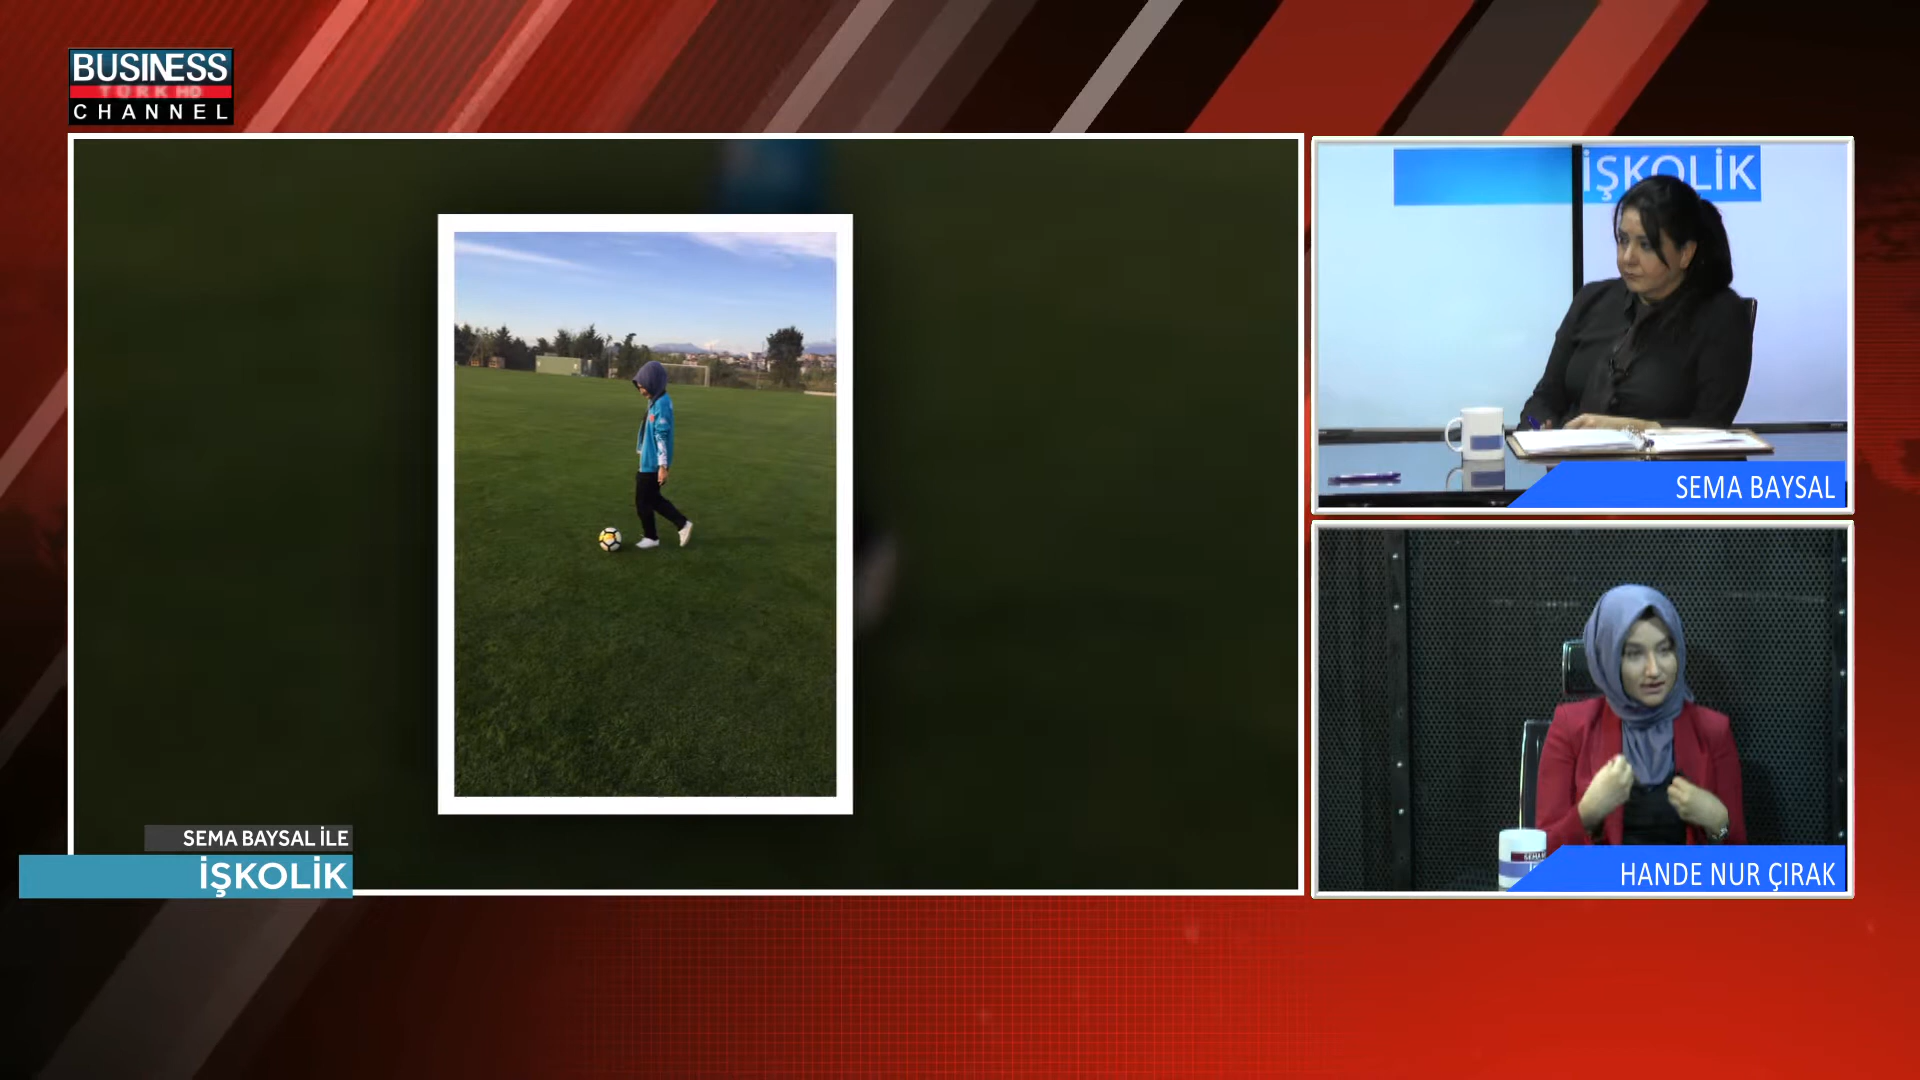 BUSINESS
TÜRK HD
CHANNEL
İŞKOLİK
SEMA BAYSAL
SEMA BAYSAL İLE
İŞKOLİK
HANDE NUR ÇIRAK